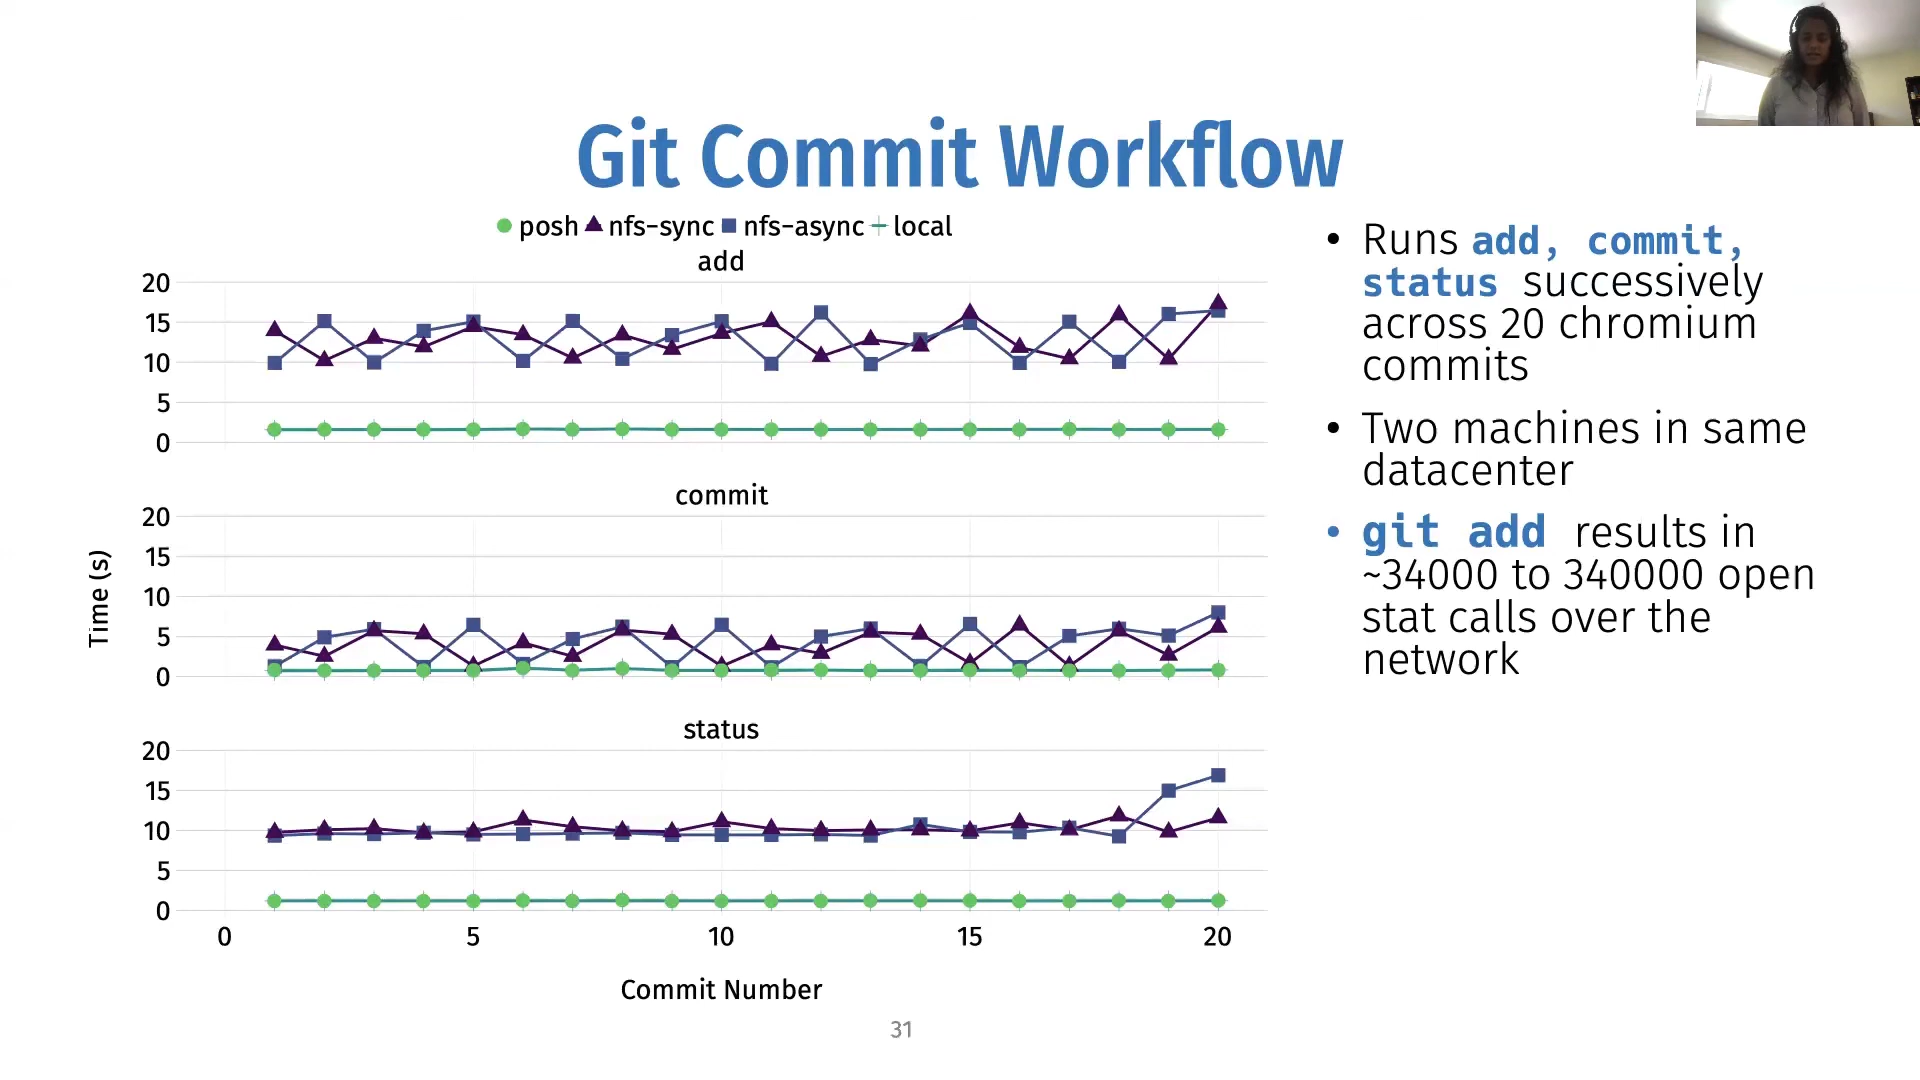 Git Commit Workflow
posh nfs-sync nfs-async local
add
20
15
10
5
0
commit
20
15
10
5
0
Time (s)
status
20
15
10
5
0
0 5 10 15 20
Commit Number
• Runs add, commit,
status successively
across 20 chromium
commits
• Two machines in same
datacenter
• git add results in
~34000 to 340000 open
stat calls over the
network
31